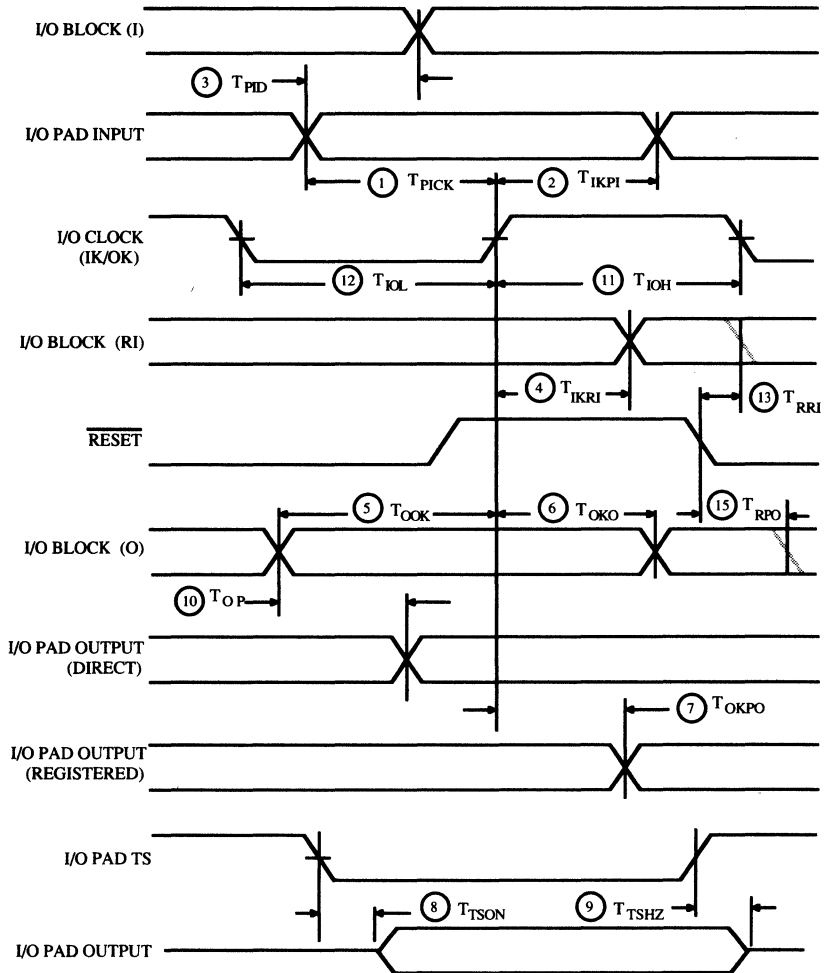 I/O BLOCK (I)
3 TPID
I/O PAD INPUT
1 TPICK 2 TIKPI
I/O CLOCK
(IK/OK)
12 TIOL 11 TIOH
I/O BLOCK (RI)
4 TIKRI 13 TRRI
RESET
5 TOOK 6 TOKO 15 TRPO
I/O BLOCK (O)
10 TOP
I/O PAD OUTPUT
(DIRECT)
7 TOKPO
I/O PAD OUTPUT
(REGISTERED)
I/O PAD TS
8 TTSON 9 TTSHZ
I/O PAD OUTPUT